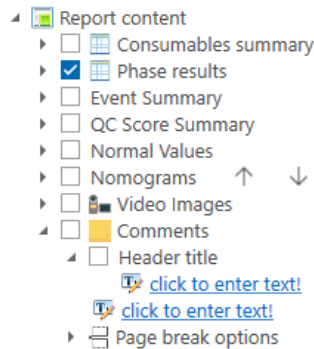 Report content
Consumables summary
Phase results
Event Summary
QC Score Summary
Normal Values
Nomograms
Video Images
Comments
Header title
click to enter text!
click to enter text!
Page break options